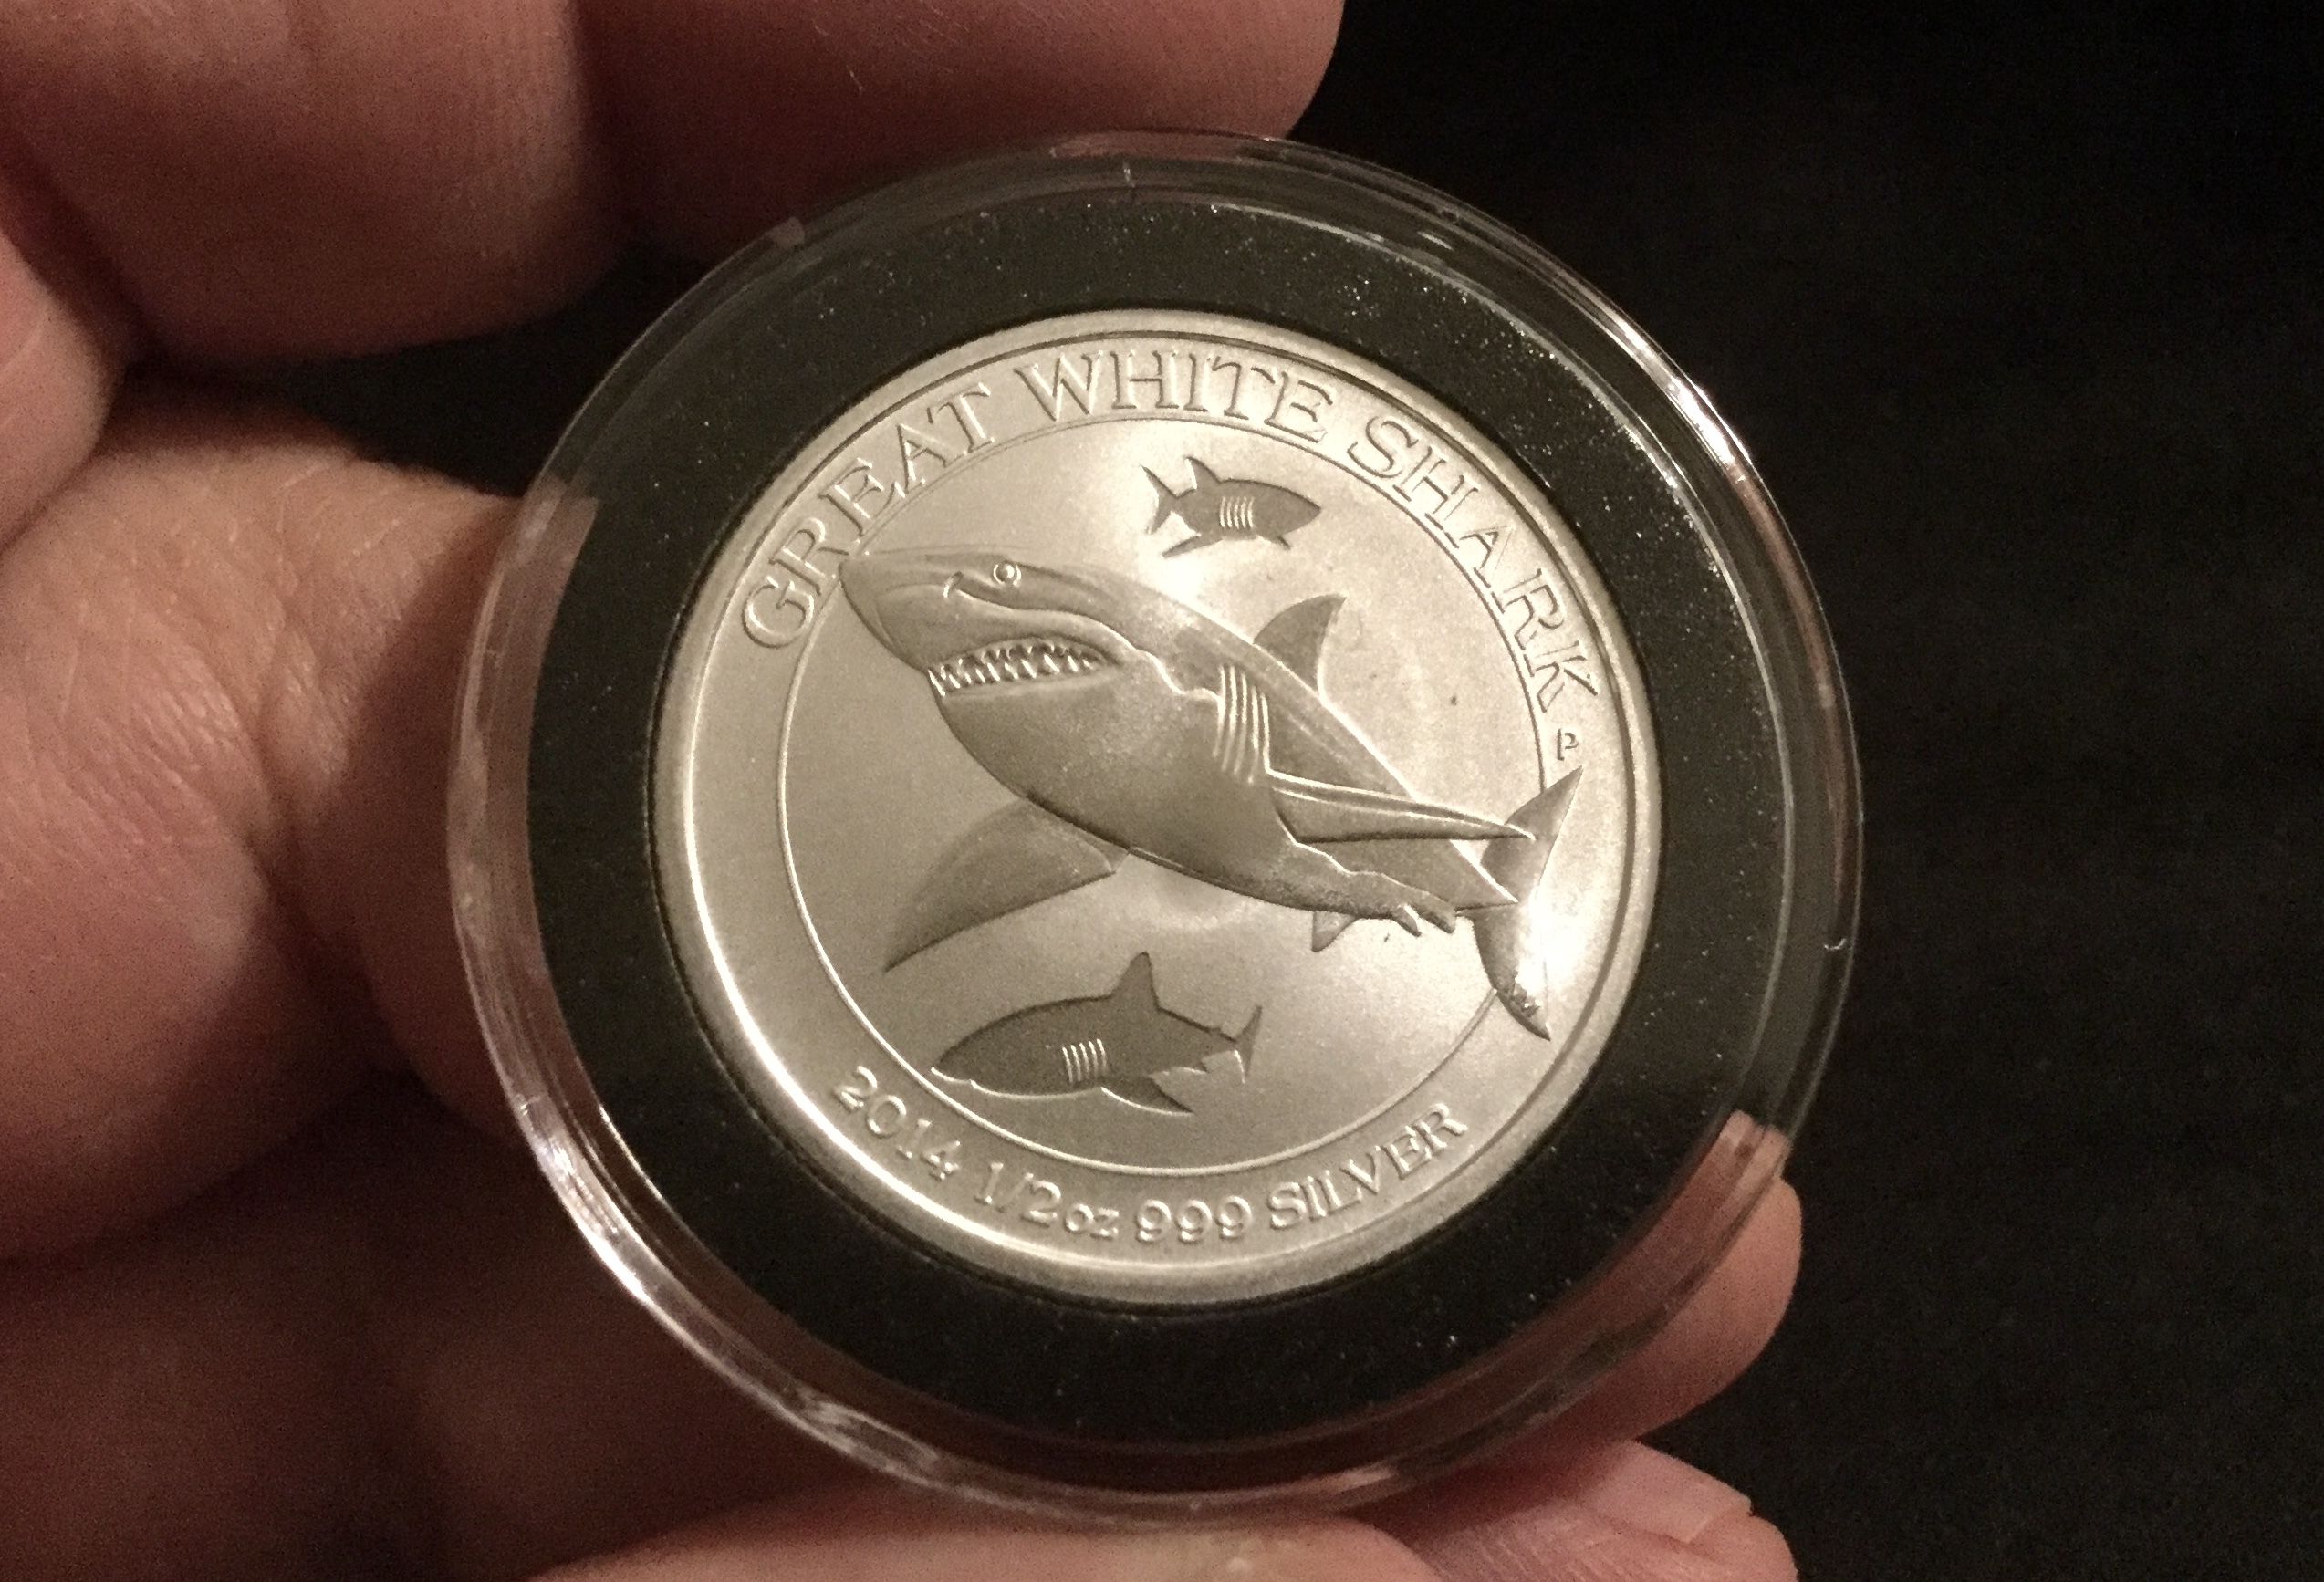 GREAT WHITE SHARK
P
2014 1/2oz 999 SILVER